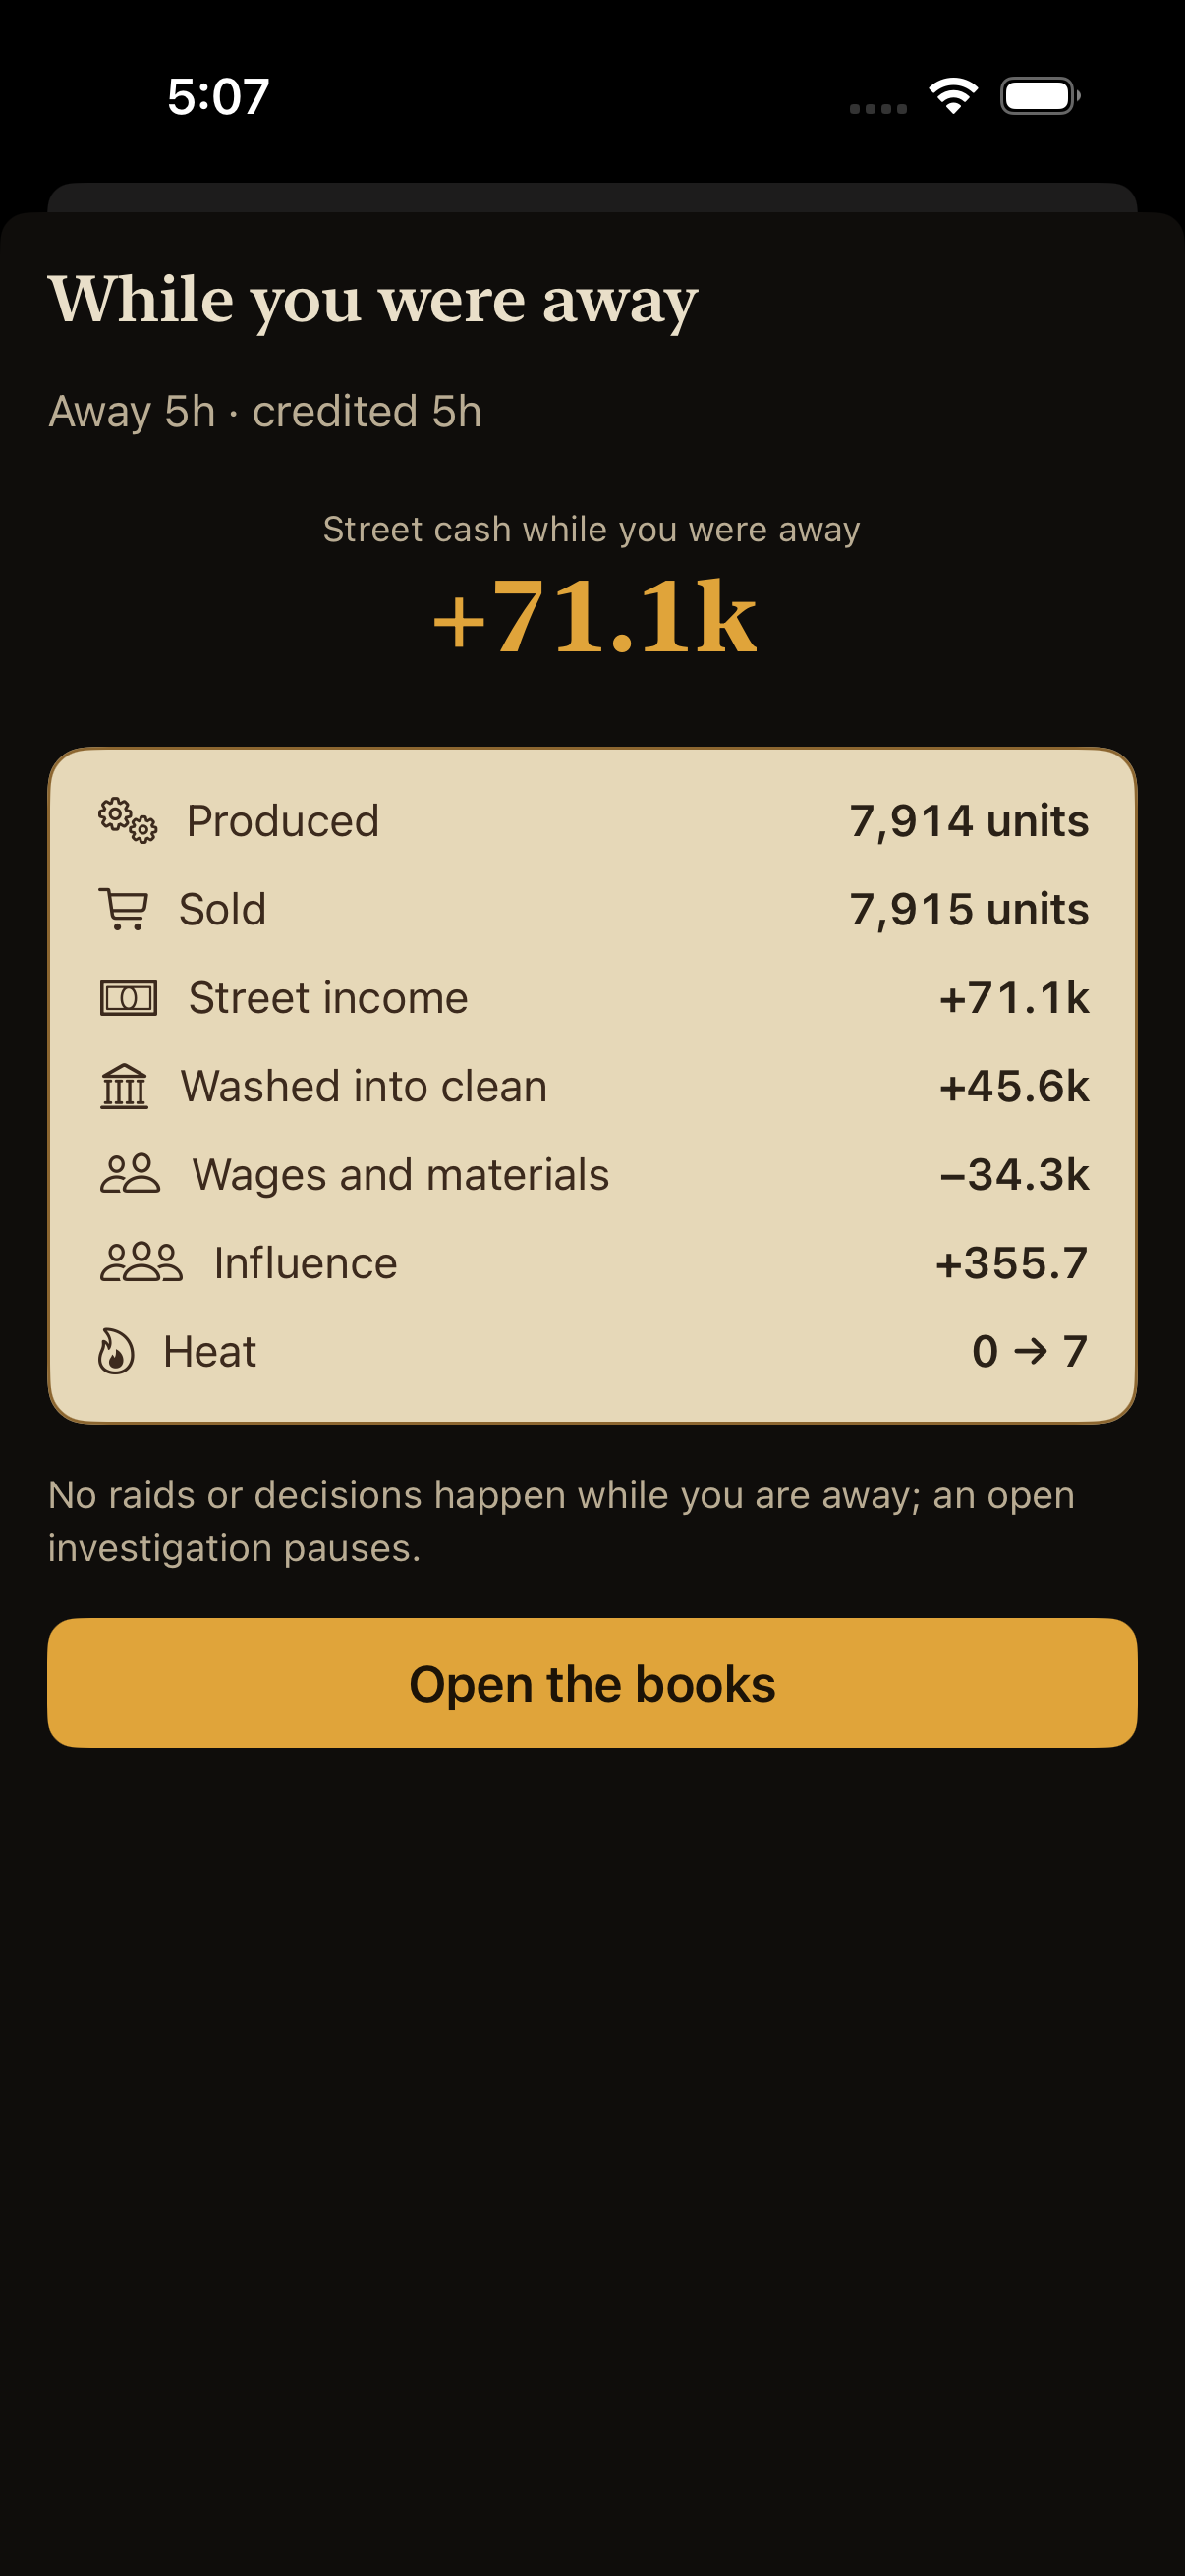 5:07
While you were away
Away 5h · credited 5h
Street cash while you were away
+71.1k
Produced 7,914 units
Sold 7,915 units
Street income +71.1k
Washed into clean +45.6k
Wages and materials –34.3k
Influence +355.7
Heat 0 → 7
No raids or decisions happen while you are away; an open
investigation pauses.
Open the books